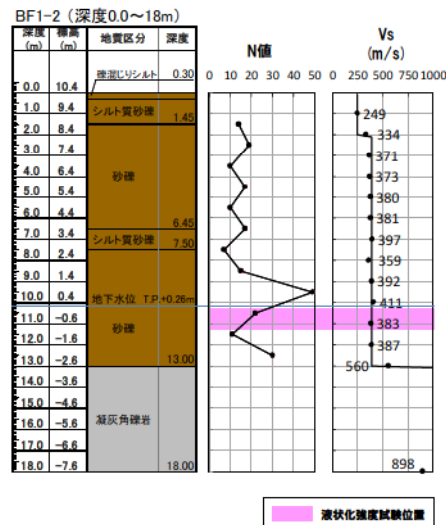 BF1-2（深度0.0～18m）
深度(m) 標高(m) 地質区分 深度
N値
Vs (m/s)
礫混じりシルト 0.30
0 10 20 30 40 50
0 250 500 750 1000
0.0 10.4
シルト質砂礫
1.0 9.4
1.45
249
2.0 8.4
334
3.0 7.4
371
4.0 6.4
373
砂礫
5.0 5.4
380
6.0 4.4
381
6.45
7.0 3.4
シルト質砂礫
397
7.50
8.0 2.4
359
9.0 1.4
392
10.0 0.4
地下水位 T.P.+0.26m
411
11.0 -0.6
砂礫
383
12.0 -1.6
387
13.0 -2.6
13.00
560
14.0 -3.6
15.0 -4.6
16.0 -5.6
凝灰角礫岩
17.0 -6.6
18.0 -7.6
18.00
898
液状化強度試験位置